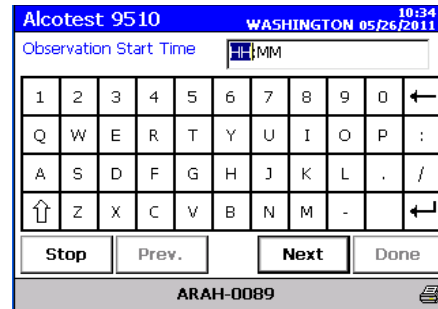 Alcotest 9510 WASHINGTON 10:34 05/26/2011
Observation Start Time HH:MM
1 2 3 4 5 6 7 8 9 0 ←
Q W E R T Y U I O P :
A S D F G H J K L . /
⇧ Z X C V B N M - ↵
Stop Prev. Next Done
ARAH-0089